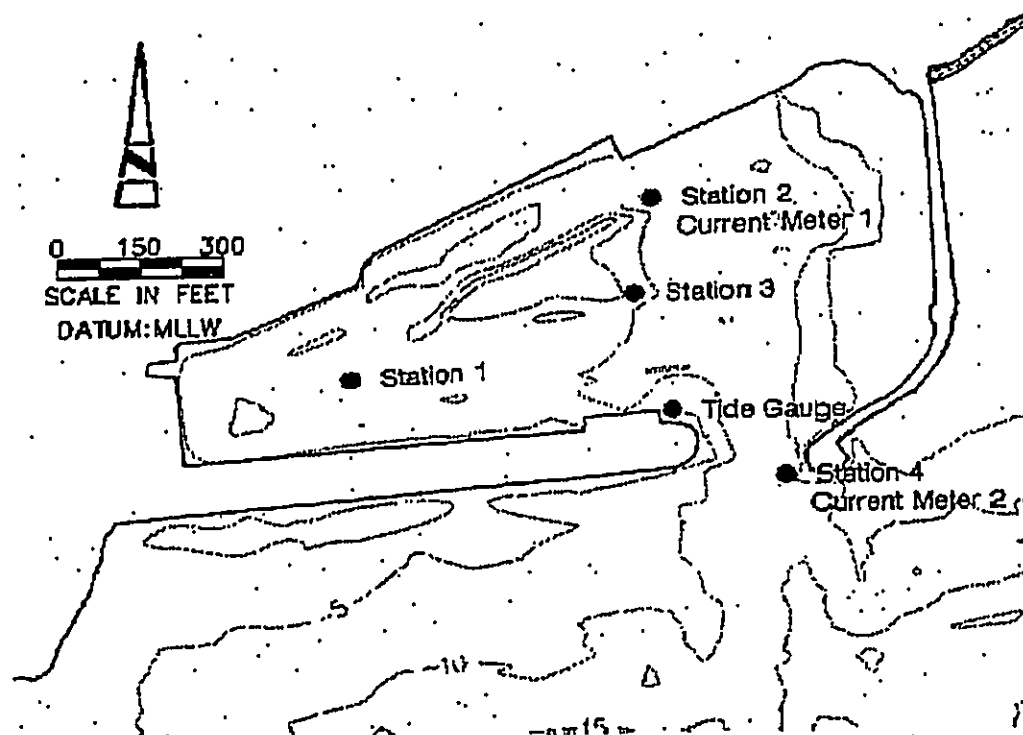 N
Station 2,
Current Meter 1
0 150 300
SCALE IN FEET
DATUM:MLLW
Station 3
Station 1
Tide Gauge
Station 4
Current Meter 2
5
10
15